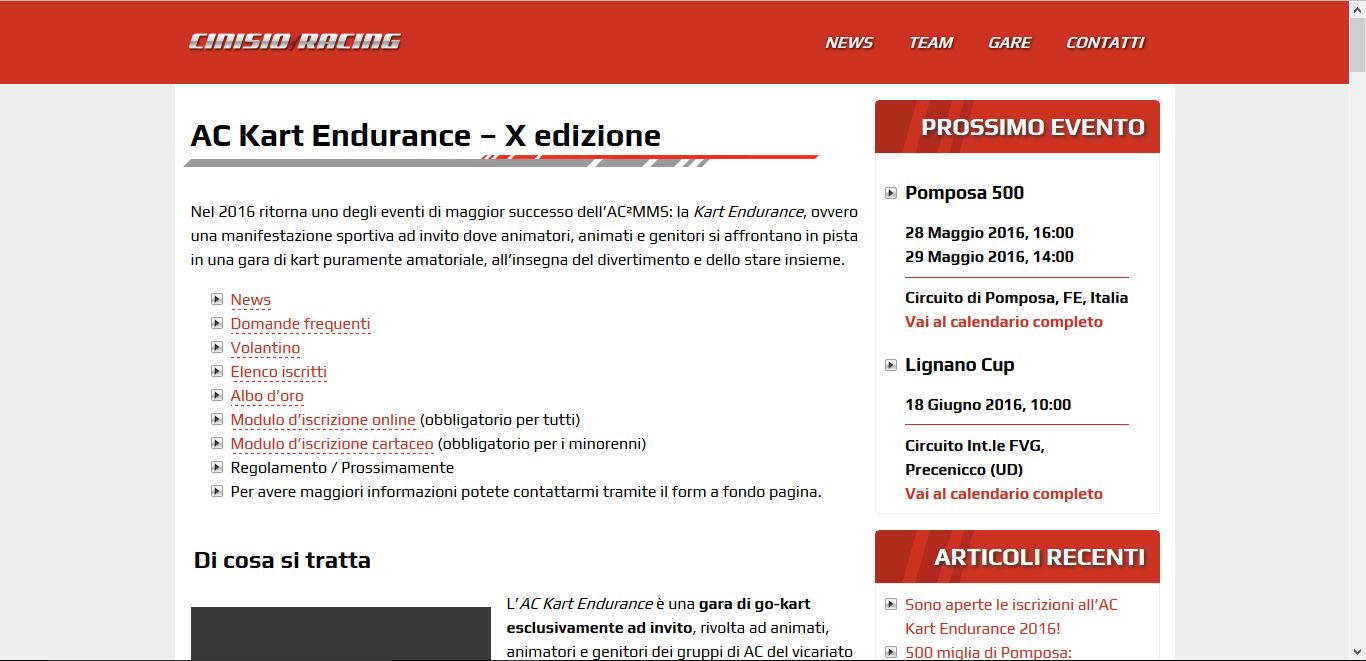 CINISIO RACING
NEWS TEAM GARE CONTATTI
AC Kart Endurance – X edizione
Nel 2016 ritorna uno degli eventi di maggior successo dell’AC²MMS: la Kart Endurance, ovvero
una manifestazione sportiva ad invito dove animatori, animati e genitori si affrontano in pista
in una gara di kart puramente amatoriale, all’insegna del divertimento e dello stare insieme.
News
Domande frequenti
Volantino
Elenco iscritti
Albo d’oro
Modulo d’iscrizione online (obbligatorio per tutti)
Modulo d’iscrizione cartaceo (obbligatorio per i minorenni)
Regolamento / Prossimamente
Per avere maggiori informazioni potete contattarmi tramite il form a fondo pagina.
Di cosa si tratta
L’AC Kart Endurance è una gara di go-kart
esclusivamente ad invito, rivolta ad animati,
animatori e genitori dei gruppi di AC del vicariato
PROSSIMO EVENTO
Pomposa 500
28 Maggio 2016, 16:00
29 Maggio 2016, 14:00
Circuito di Pomposa, FE, Italia
Vai al calendario completo
Lignano Cup
18 Giugno 2016, 10:00
Circuito Int.le FVG,
Precenicco (UD)
Vai al calendario completo
ARTICOLI RECENTI
Sono aperte le iscrizioni all’AC
Kart Endurance 2016!
500 miglia di Pomposa: